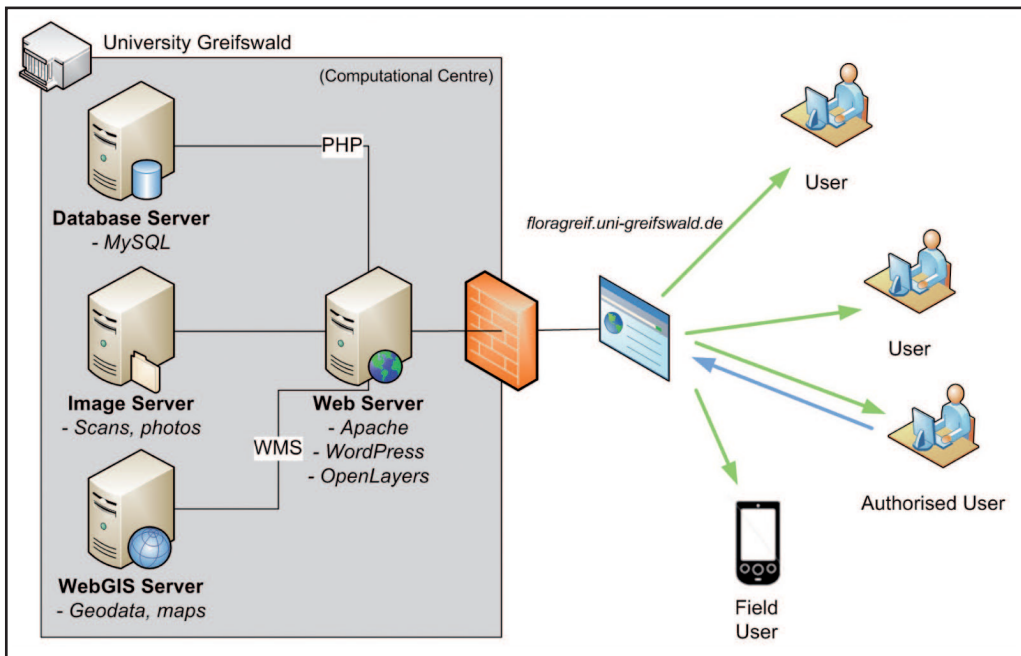 University Greifswald
(Computational Centre)
PHP
Database Server
- MySQL
Image Server
- Scans, photos
WMS
WebGIS Server
- Geodata, maps
Web Server
- Apache
- WordPress
- OpenLayers
floragreif.uni-greifswald.de
User
User
Authorised User
Field
User